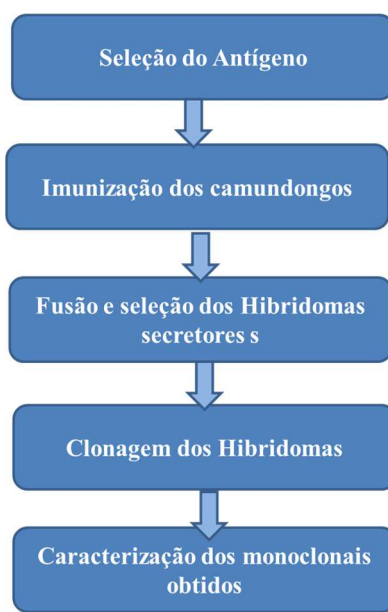 Seleção do Antígeno
Imunização dos camundongos
Fusão e seleção dos Hibridomas
secretores s
Clonagem dos Hibridomas
Caracterização dos monoclonais
obtidos